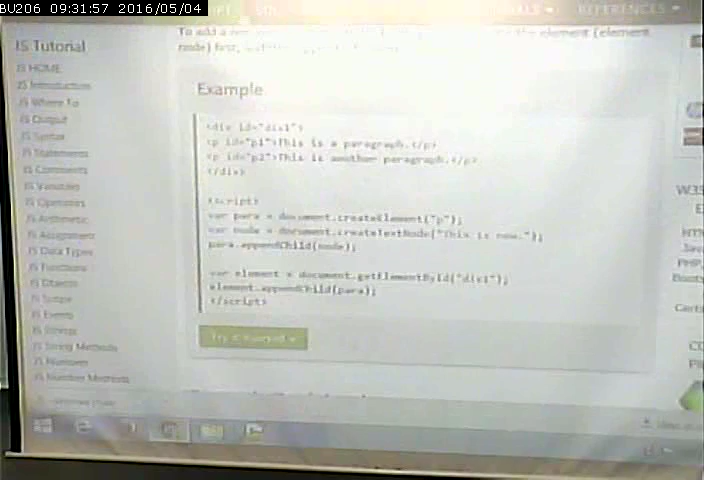 BU206 09:31:57 2016/05/04
REFERENCES
To add a new
the element (element
node) first,
JS Tutorial
JS HOME
JS Introduction
JS Where To
JS Output
JS Syntax
JS Statements
JS Comments
JS Variables
JS Operators
JS Arithmetic
JS Assignment
JS Data Types
JS Functions
JS Objects
JS Scope
JS Events
JS Strings
JS String Methods
JS Numbers
JS Number Methods
Example
<div id="div1">
<p id="p1">This is a paragraph.</p>
<p id="p2">This is another paragraph.</p>
</div>
<script>
var para = document.createElement("p");
var node = document.createTextNode("This is new.");
para.appendChild(node);
var element = document.getElementById("div1");
element.appendChild(para);
</script>
Try it Yourself »
W3S